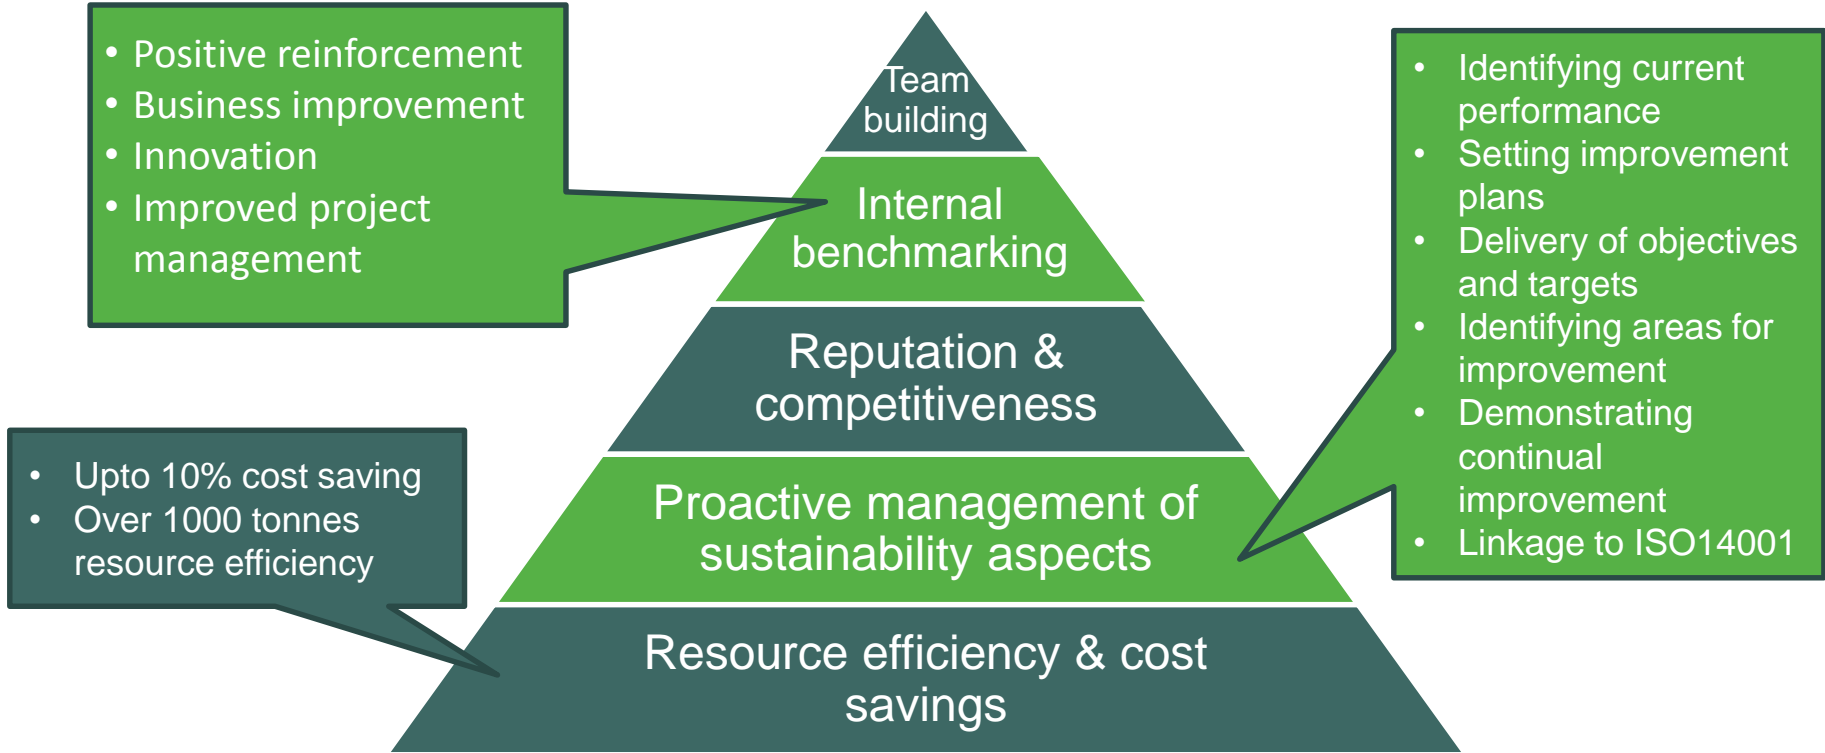 • Positive reinforcement
• Business improvement
• Innovation
• Improved project
management
Team
building
Internal
benchmarking
Reputation &
competitiveness
Proactive management of
sustainability aspects
Resource efficiency & cost
savings
• Identifying current
performance
• Setting improvement
plans
• Delivery of objectives
and targets
• Identifying areas for
improvement
• Demonstrating
continual
improvement
• Linkage to ISO14001
• Upto 10% cost saving
• Over 1000 tonnes
resource efficiency